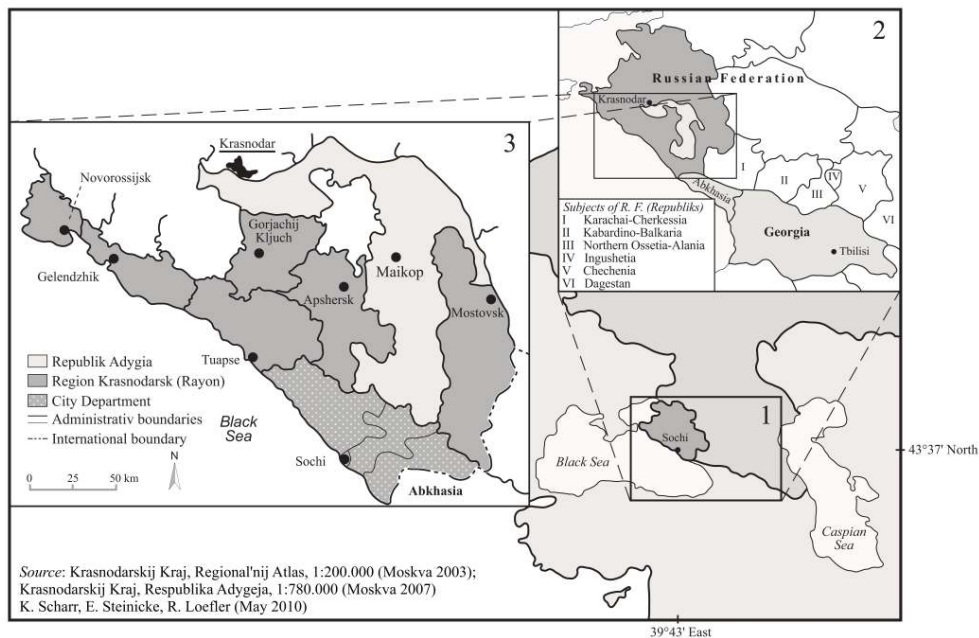 2
Russian Federation
Krasnodar
I
II
III
IV
V
VI
Abkhasia
Georgia
Tbilisi
Subjects of R. F. (Republiks)
I Karachai-Cherkessia
II Kabardino-Balkaria
III Northern Ossetia-Alania
IV Ingushetia
V Chechenia
VI Dagestan
3
Krasnodar
Novorossijsk
Gorjachij
Kljuch
Gelendzhik
Maikop
Apshersk
Mostovsk
Tuapse
Republik Adygia
Region Krasnodarsk (Rayon)
City Department
Administrativ boundaries
International boundary
Black
Sea
N
0 25 50 km
Sochi
Abkhasia
1
Sochi
Black Sea
Caspian
Sea
43°37' North
39°43' East
Source: Krasnodarskij Kraj, Regional'nij Atlas, 1:200.000 (Moskva 2003);
Krasnodarskij Kraj, Respublika Adygeja, 1:780.000 (Moskva 2007)
K. Scharr, E. Steinicke, R. Loefler (May 2010)